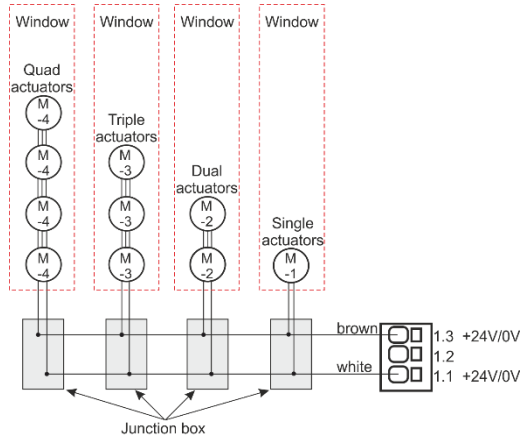 Window
Window
Window
Window
Quad
actuators
M
-4
M
-4
M
-4
M
-4
Triple
actuators
M
-3
M
-3
M
-3
Dual
actuators
M
-2
M
-2
Single
actuators
M
-1
brown
1.3 +24V/0V
1.2
white
1.1 +24V/0V
Junction box